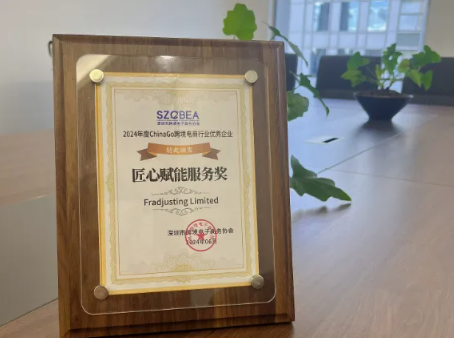 SZCBEA
2024年度ChinaGo跨境电商行业优秀企业
匠心赋能服务奖
Fradjusting Limited
深圳市跨境电子商务协会